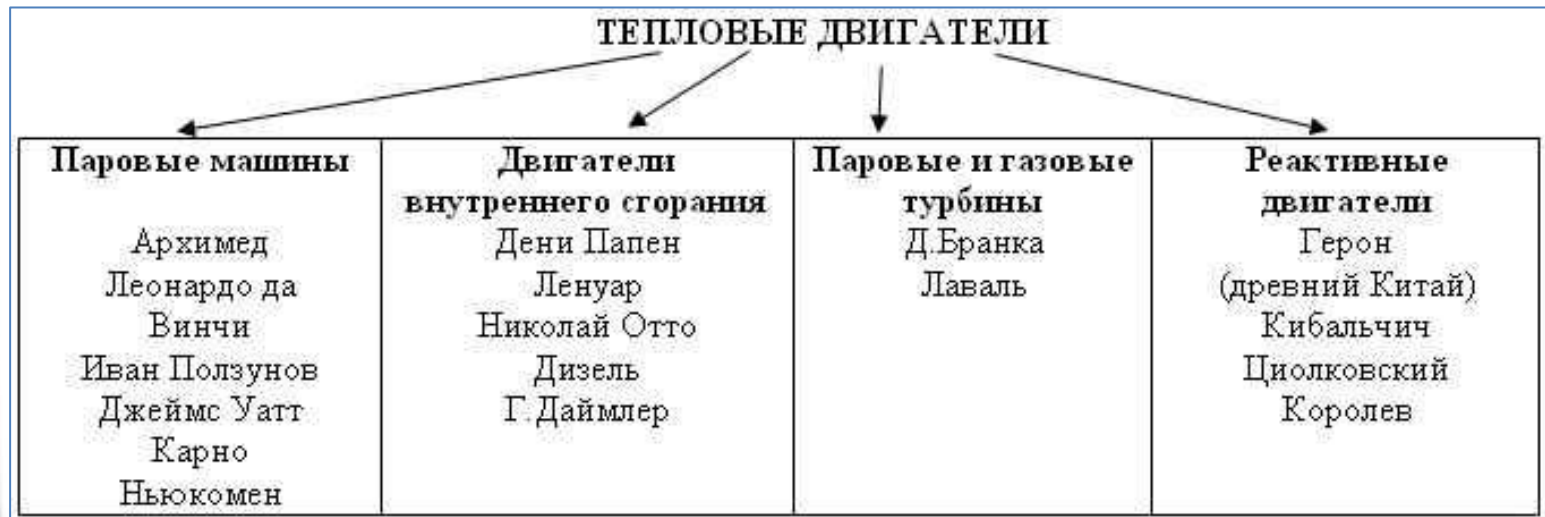 ТЕПЛОВЫЕ ДВИГАТЕЛИ
Паровые машины
Архимед
Леонардо да
Винчи
Иван Ползунов
Джеймс Уатт
Карно
Ньюкомен
Двигатели
внутреннего сгорания
Дени Папен
Ленуар
Николай Отто
Дизель
Г.Даймлер
Паровые и газовые
турбины
Д.Бранка
Лаваль
Реактивные
двигатели
Герон
(древний Китай)
Кибальчич
Циолковский
Королев